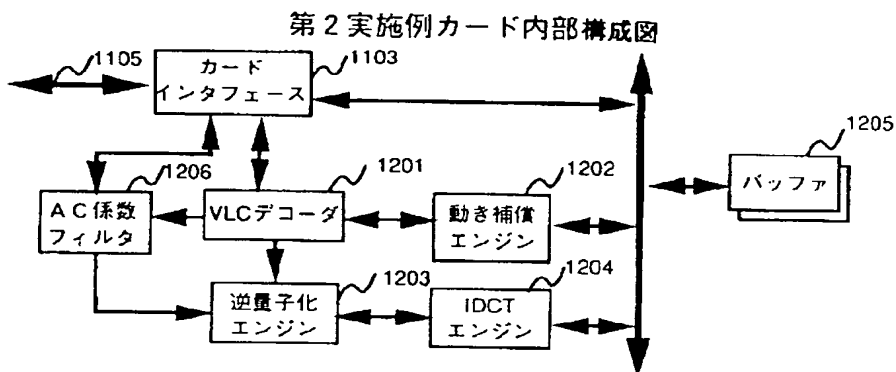 第2実施例カード内部構成図
1105
カード
インタフェース
1103
1205
バッファ
1206
AC係数
フィルタ
1201
VLCデコーダ
1202
動き補償
エンジン
1203
逆量子化
エンジン
1204
IDCT
エンジン